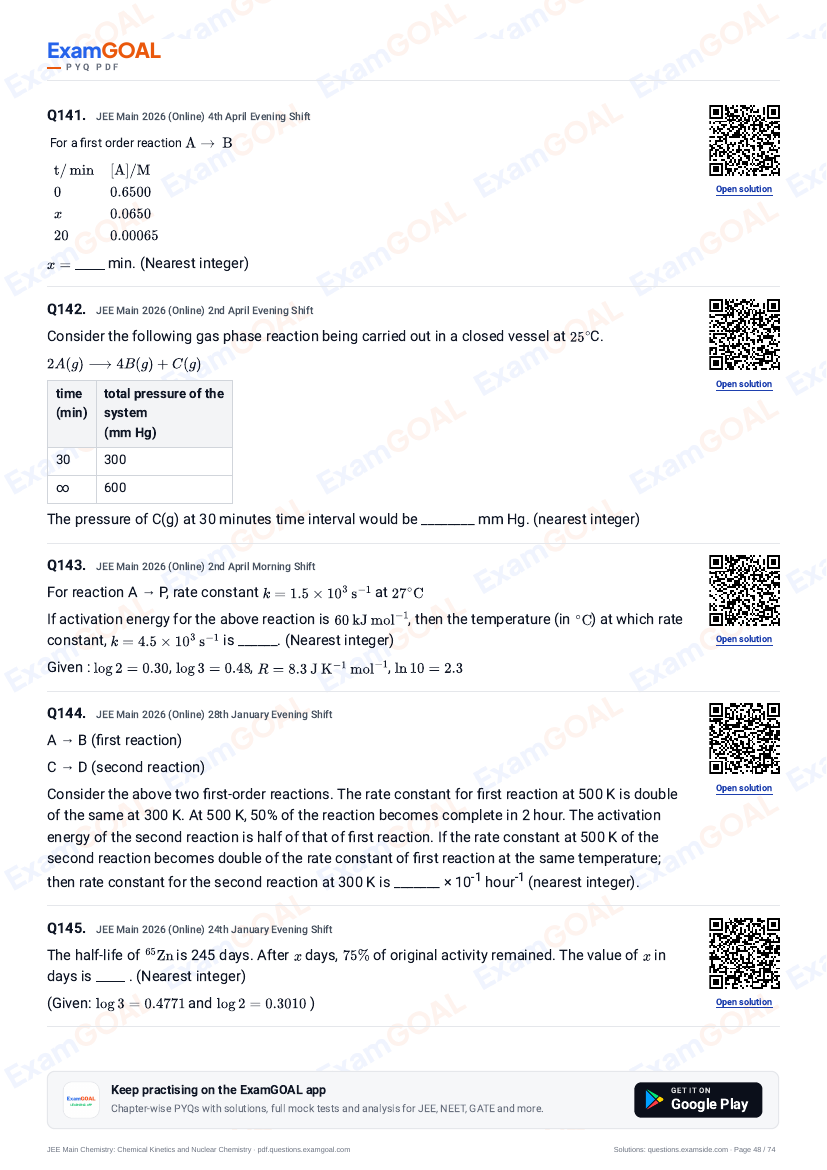 ExamGOAL
PYQ PDF
Q141. JEE Main 2026 (Online) 4th April Evening Shift
For a first order reaction A → B
t/ min [A]/M
0 0.6500
x 0.0650
20 0.00065
x = ____ min. (Nearest integer)
Open solution
Q142. JEE Main 2026 (Online) 2nd April Evening Shift
Consider the following gas phase reaction being carried out in a closed vessel at 25°C.
2A(g) ⟶ 4B(g) + C(g)
time (min) total pressure of the system (mm Hg)
30 300
∞ 600
The pressure of C(g) at 30 minutes time interval would be ________ mm Hg. (nearest integer)
Open solution
Q143. JEE Main 2026 (Online) 2nd April Morning Shift
For reaction A → P, rate constant k = 1.5 × 10³ s⁻¹ at 27°C
If activation energy for the above reaction is 60 kJ mol⁻¹, then the temperature (in °C) at which rate
constant, k = 4.5 × 10³ s⁻¹ is ______. (Nearest integer)
Given : log 2 = 0.30, log 3 = 0.48, R = 8.3 J K⁻¹ mol⁻¹, ln 10 = 2.3
Open solution
Q144. JEE Main 2026 (Online) 28th January Evening Shift
A → B (first reaction)
C → D (second reaction)
Consider the above two first-order reactions. The rate constant for first reaction at 500 K is double
of the same at 300 K. At 500 K, 50% of the reaction becomes complete in 2 hour. The activation
energy of the second reaction is half of that of first reaction. If the rate constant at 500 K of the
second reaction becomes double of the rate constant of first reaction at the same temperature;
then rate constant for the second reaction at 300 K is _______ × 10⁻¹ hour⁻¹ (nearest integer).
Open solution
Q145. JEE Main 2026 (Online) 24th January Evening Shift
The half-life of ⁶⁵Zn is 245 days. After x days, 75% of original activity remained. The value of x in
days is ____ . (Nearest integer)
(Given: log 3 = 0.4771 and log 2 = 0.3010 )
Open solution
ExamGOAL
Keep practising on the ExamGOAL app
Chapter-wise PYQs with solutions, full mock tests and analysis for JEE, NEET, GATE and more.
GET IT ON
Google Play
JEE Main Chemistry: Chemical Kinetics and Nuclear Chemistry · pdf.questions.examgoal.com
Solutions: questions.examside.com · Page 48 / 74